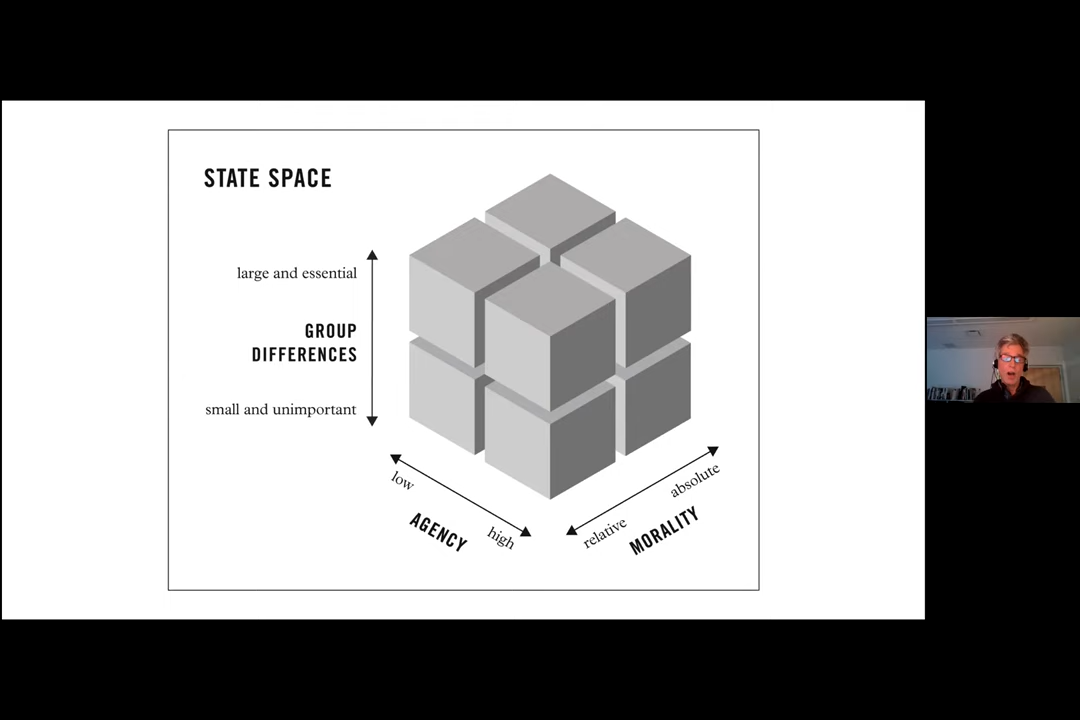 STATE SPACE
large and essential
GROUP
DIFFERENCES
small and unimportant
low
AGENCY
high
relative
MORALITY
absolute